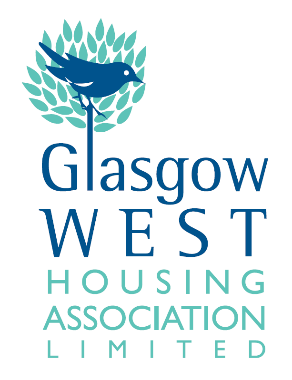 Glasgow
WEST
HOUSING
ASSOCIATION
LIMITED